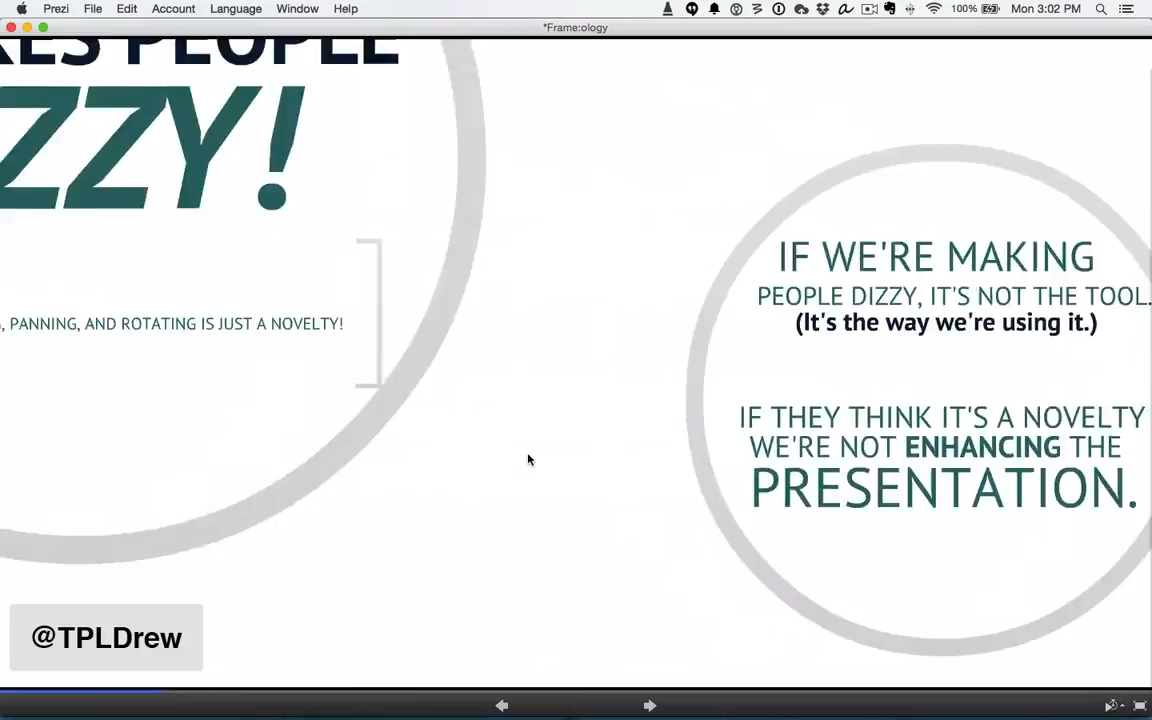 Prezi File Edit Account Language Window Help
100% Mon 3:02 PM
*Frame:ology
PEOPLE
ZZY!
, PANNING, AND ROTATING IS JUST A NOVELTY!
IF WE'RE MAKING
PEOPLE DIZZY, IT'S NOT THE TOOL.
(It's the way we're using it.)
IF THEY THINK IT'S A NOVELTY
WE'RE NOT ENHANCING THE
PRESENTATION.
@TPLDrew